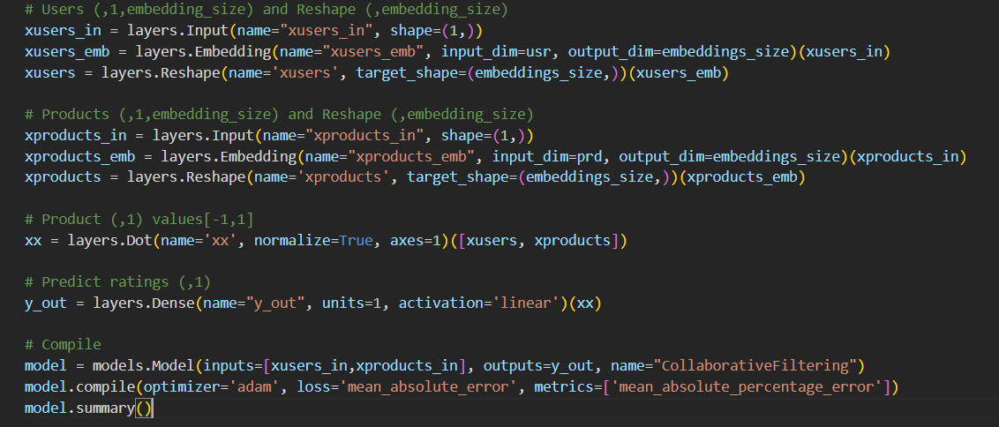 # Users (,1,embedding_size) and Reshape (,embedding_size)
xusers_in = layers.Input(name="xusers_in", shape=(1,))
xusers_emb = layers.Embedding(name="xusers_emb", input_dim=usr, output_dim=embeddings_size)(xusers_in)
xusers = layers.Reshape(name='xusers', target_shape=(embeddings_size,))(xusers_emb)
# Products (,1,embedding_size) and Reshape (,embedding_size)
xproducts_in = layers.Input(name="xproducts_in", shape=(1,))
xproducts_emb = layers.Embedding(name="xproducts_emb", input_dim=prd, output_dim=embeddings_size)(xproducts_in)
xproducts = layers.Reshape(name='xproducts', target_shape=(embeddings_size,))(xproducts_emb)
# Product (,1) values[-1,1]
xx = layers.Dot(name='xx', normalize=True, axes=1)([xusers, xproducts])
# Predict ratings (,1)
y_out = layers.Dense(name="y_out", units=1, activation='linear')(xx)
# Compile
model = models.Model(inputs=[xusers_in,xproducts_in], outputs=y_out, name="CollaborativeFiltering")
model.compile(optimizer='adam', loss='mean_absolute_error', metrics=['mean_absolute_percentage_error'])
model.summary()